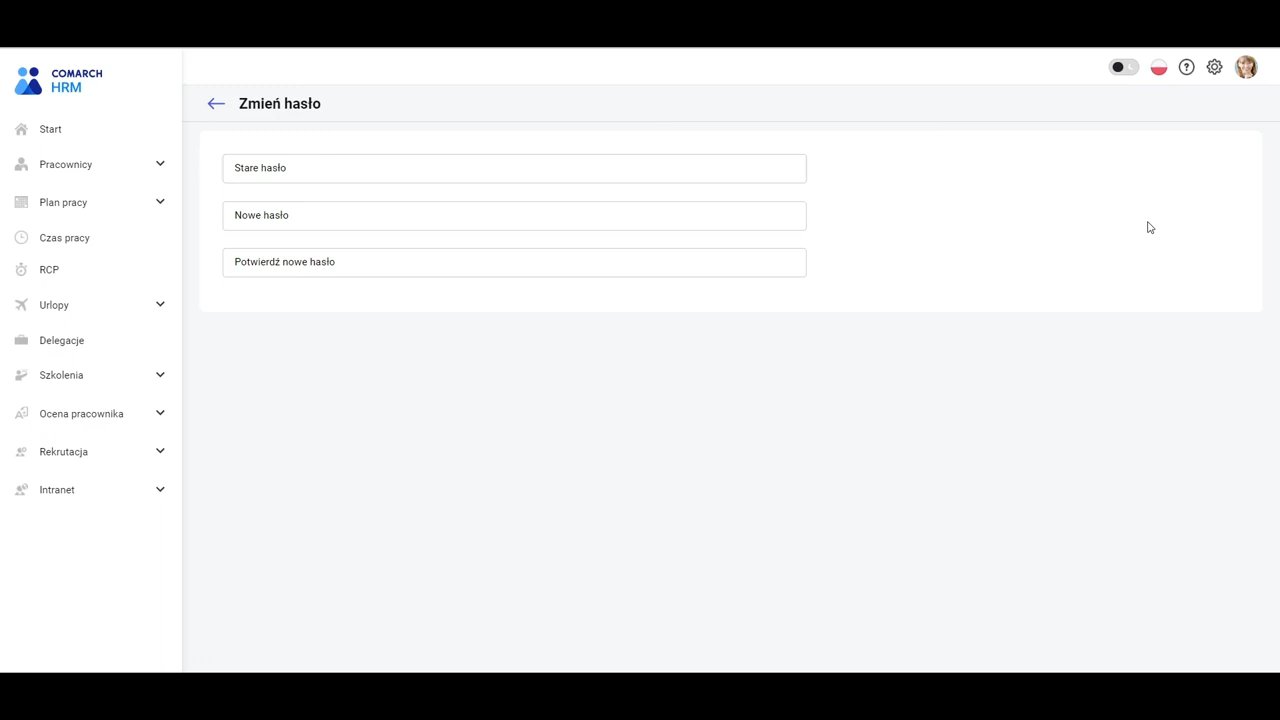 COMARCH
HRM
Start
Pracownicy
Plan pracy
Czas pracy
RCP
Urlopy
Delegacje
Szkolenia
Ocena pracownika
Rekrutacja
Intranet
Zmień hasło
Stare hasło
Nowe hasło
Potwierdź nowe hasło